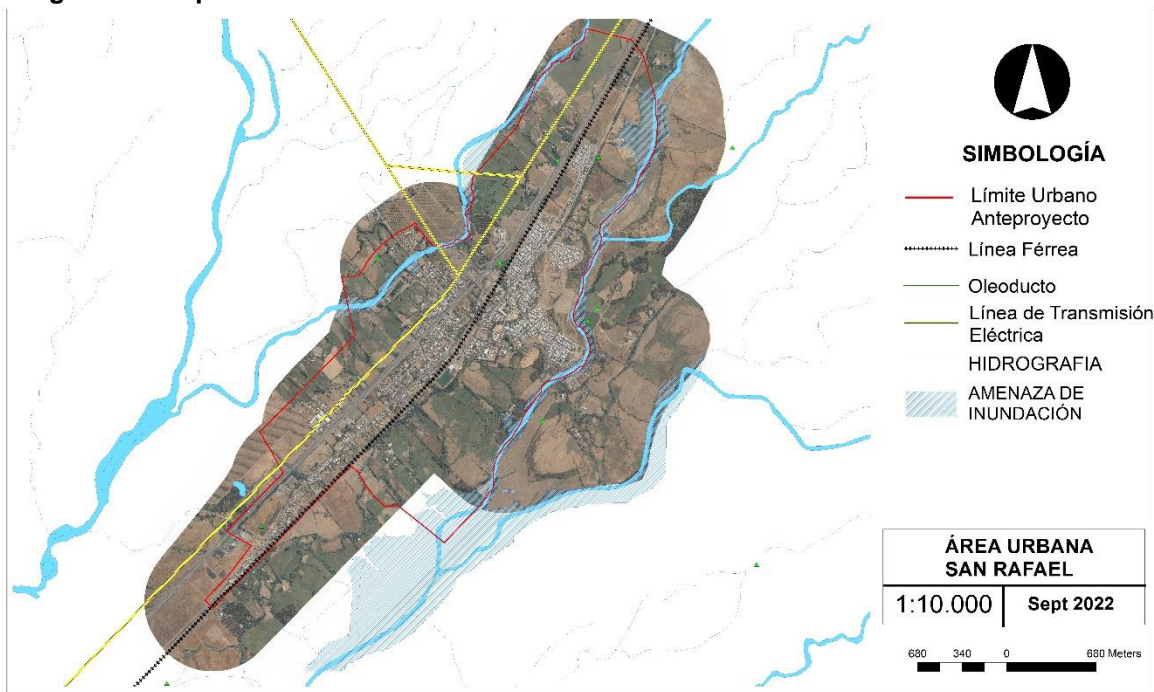 SIMBOLOGÍA
Límite Urbano
Anteproyecto
Línea Férrea
Oleoducto
Línea de Transmisión
Eléctrica
HIDROGRAFIA
AMENAZA DE
INUNDACIÓN
ÁREA URBANA
SAN RAFAEL
1:10.000 Sept 2022
680 340 0 680 Meters